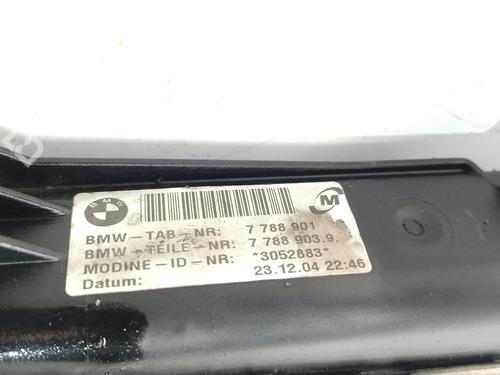 BMW
M
BMW-TAB-NR: 7 788 901
BMW-TEILE-NR: 7 788 903.9
MODINE-ID-NR: *3052883*
Datum: 23.12.04 22:46